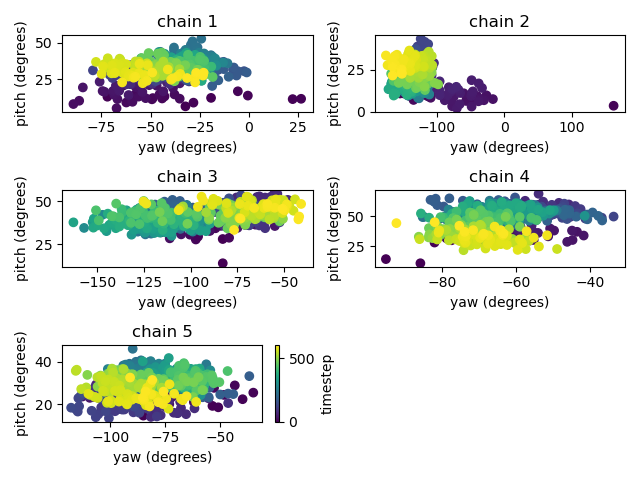 chain 1
pitch (degrees)
50
25
−75 −50 −25 0 25
yaw (degrees)
chain 2
pitch (degrees)
25
0
−100 0 100
yaw (degrees)
chain 3
pitch (degrees)
50
25
−150 −125 −100 −75 −50
yaw (degrees)
chain 4
pitch (degrees)
50
25
−80 −60 −40
yaw (degrees)
chain 5
pitch (degrees)
40
20
−100 −75 −50
yaw (degrees)
500
0
timestep